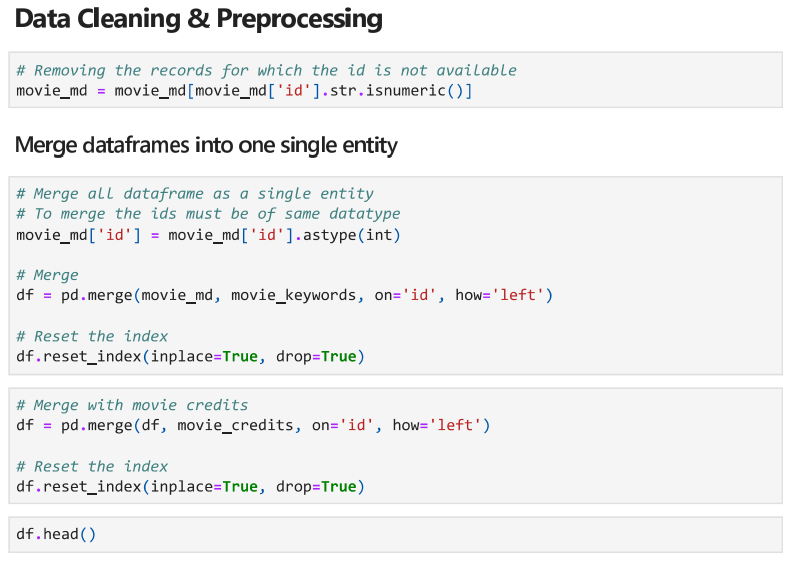 Data Cleaning & Preprocessing
# Removing the records for which the id is not available
movie_md = movie_md[movie_md['id'].str.isnumeric()]
Merge dataframes into one single entity
# Merge all dataframe as a single entity
# To merge the ids must be of same datatype
movie_md['id'] = movie_md['id'].astype(int)
# Merge
df = pd.merge(movie_md, movie_keywords, on='id', how='left')
# Reset the index
df.reset_index(inplace=True, drop=True)
# Merge with movie credits
df = pd.merge(df, movie_credits, on='id', how='left')
# Reset the index
df.reset_index(inplace=True, drop=True)
df.head()